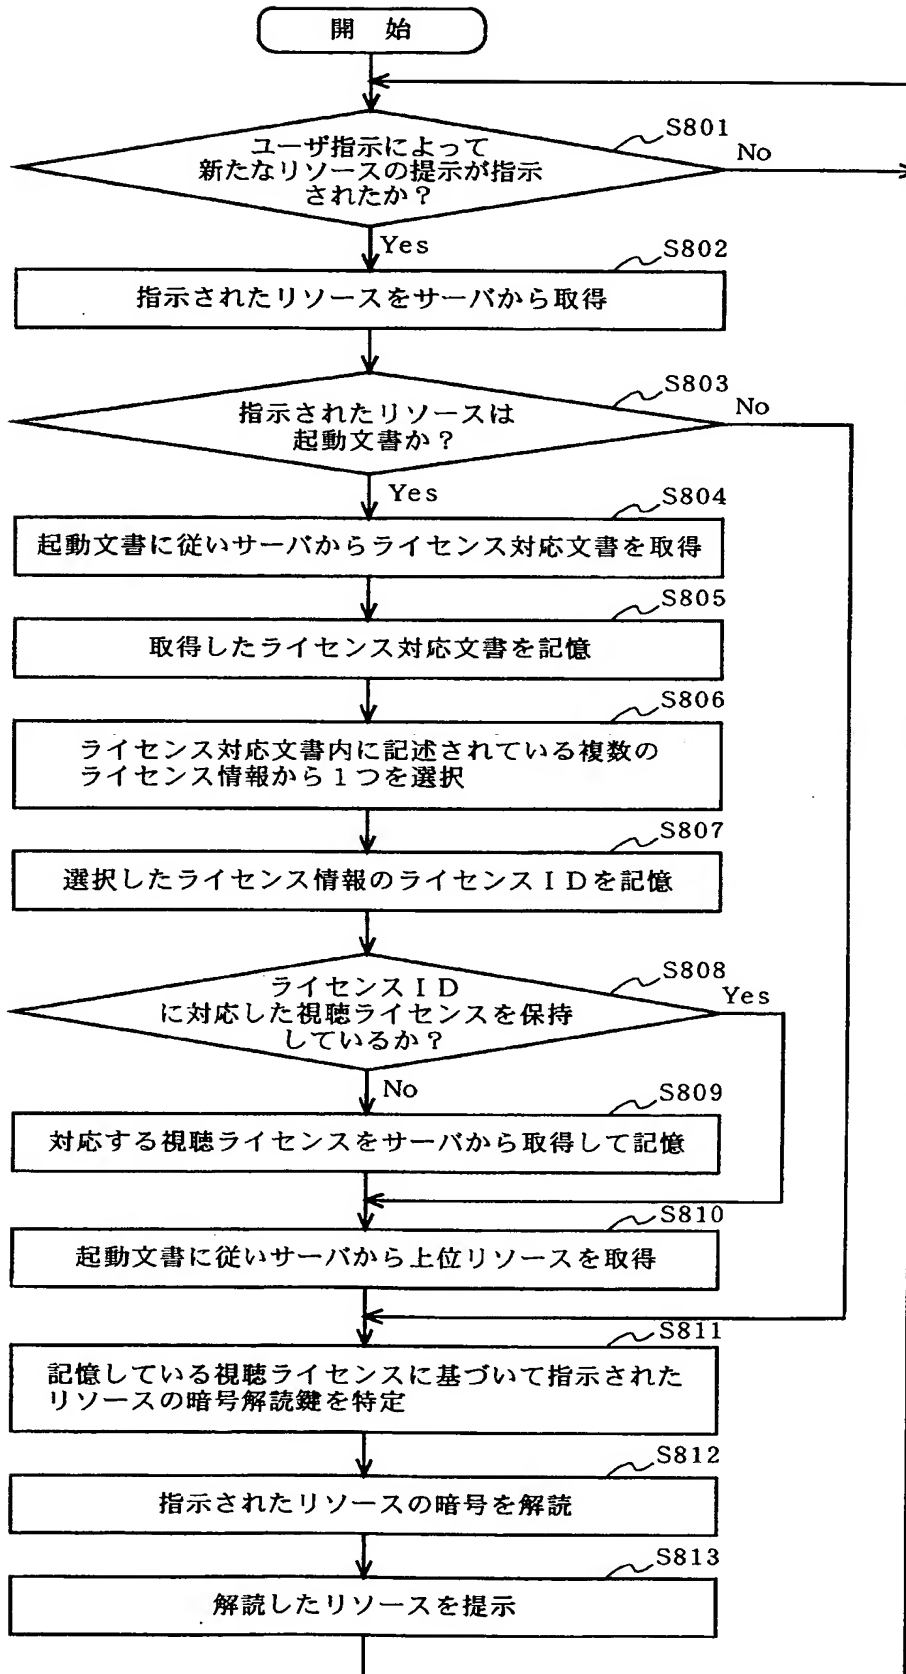 開 始
S801
ユーザ指示によって
新たなリソースの提示が指示
されたか？
No
Yes
S802
指示されたリソースをサーバから取得
S803
指示されたリソースは
起動文書か？
No
Yes
S804
起動文書に従いサーバからライセンス対応文書を取得
S805
取得したライセンス対応文書を記憶
S806
ライセンス対応文書内に記述されている複数の
ライセンス情報から１つを選択
S807
選択したライセンス情報のライセンスＩＤを記憶
S808
ライセンスＩＤ
に対応した視聴ライセンスを保持
しているか？
Yes
No
S809
対応する視聴ライセンスをサーバから取得して記憶
S810
起動文書に従いサーバから上位リソースを取得
S811
記憶している視聴ライセンスに基づいて指示された
リソースの暗号解読鍵を特定
S812
指示されたリソースの暗号を解読
S813
解読したリソースを提示